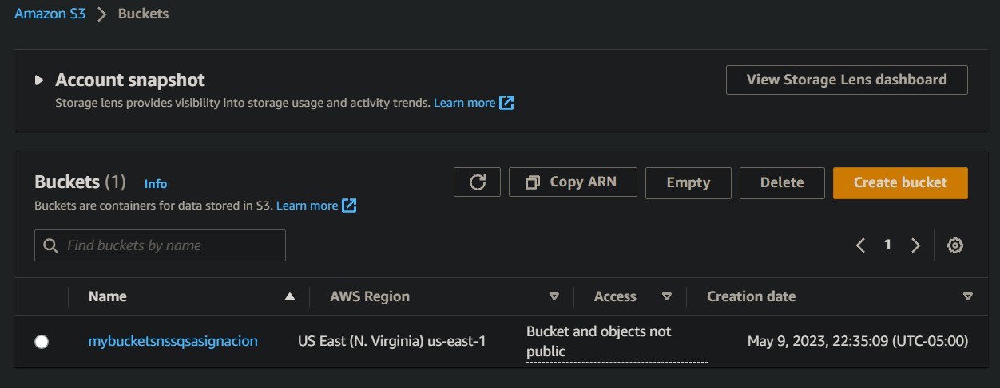 Amazon S3 > Buckets
Account snapshot
View Storage Lens dashboard
Storage lens provides visibility into storage usage and activity trends. Learn more
Buckets (1) Info
Copy ARN
Empty
Delete
Create bucket
Buckets are containers for data stored in S3. Learn more
Find buckets by name
1
Name AWS Region Access Creation date
mybucketsnssqsasignacion US East (N. Virginia) us-east-1 Bucket and objects not May 9, 2023, 22:35:09 (UTC-05:00)
public